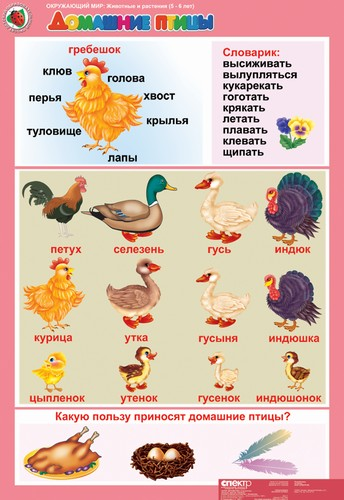 ОКРУЖАЮЩИЙ МИР: Животные и растения (5 - 6 лет)
ДОМАШНИЕ ПТИЦЫ
гребешок
клюв
голова
перья
хвост
крылья
туловище
лапы
Словарик:
высиживать
вылупляться
кукарекать
гоготать
крякать
летать
плавать
клевать
щипать
петух селезень гусь индюк
курица утка гусыня индюшка
цыпленок утенок гусенок индюшонок
Какую пользу приносят домашние птицы?
спектр